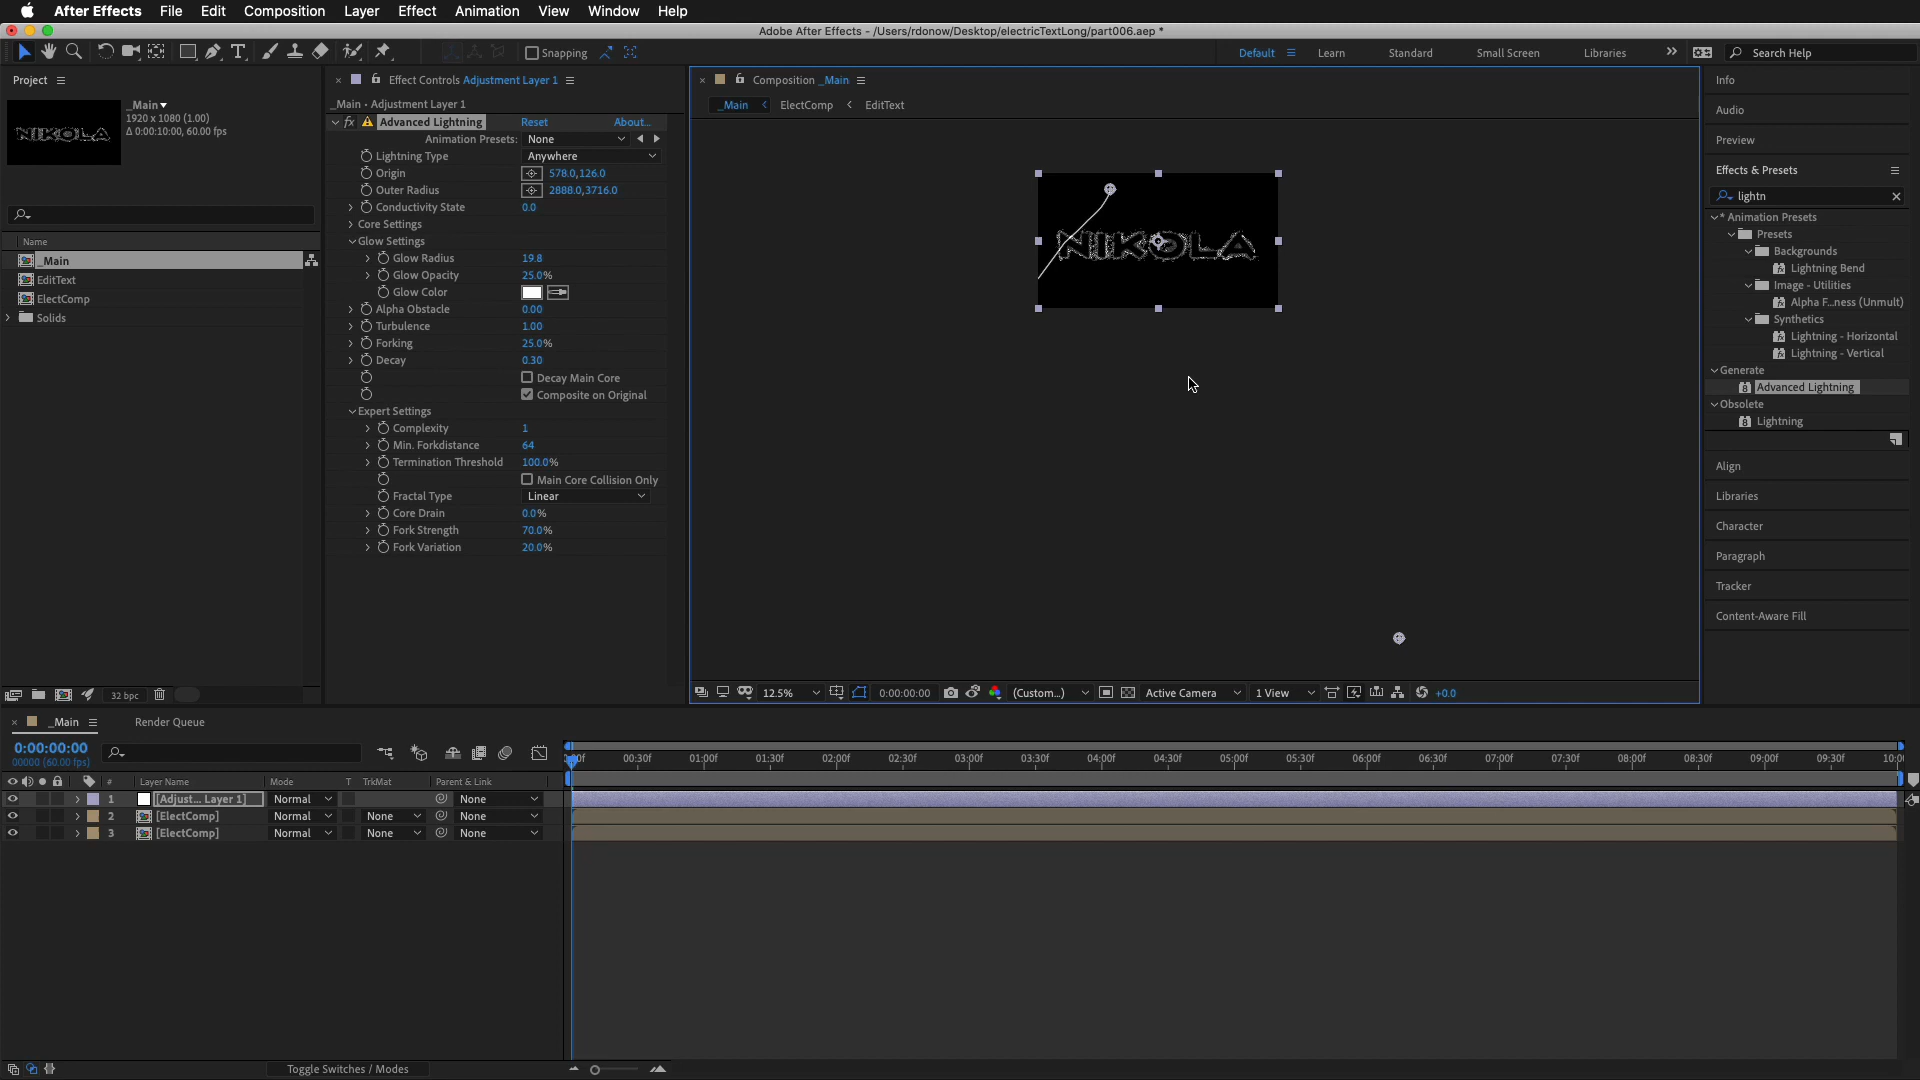 After Effects File Edit Composition Layer Effect Animation View Window Help
Adobe After Effects - /Users/rdonow/Desktop/electricTextLong/part006.aep *
Snapping Default Learn Standard Small Screen Libraries Search Help
Project
_Main
1920 x 1080 (1.00)
Δ 0:00:10:00, 60.00 fps
NIKOLA
Name
_Main
EditText
ElectComp
Solids
32 bpc
Effect Controls Adjustment Layer 1
_Main • Adjustment Layer 1
fx Advanced Lightning Reset About...
Animation Presets: None
Lightning Type Anywhere
Origin 578.0,126.0
Outer Radius 2888.0,3716.0
Conductivity State 0.0
Core Settings
Glow Settings
Glow Radius 19.8
Glow Opacity 25.0%
Glow Color
Alpha Obstacle 0.00
Turbulence 1.00
Forking 25.0%
Decay 0.30
Decay Main Core
Composite on Original
Expert Settings
Complexity 1
Min. Forkdistance 64
Termination Threshold 100.0%
Main Core Collision Only
Fractal Type Linear
Core Drain 0.0%
Fork Strength 70.0%
Fork Variation 20.0%
Composition _Main
_Main ElectComp EditText
NIKOLA
12.5% 0:00:00:00 (Custom...) Active Camera 1 View +0.0
Info
Audio
Preview
Effects & Presets
lightn
* Animation Presets
Presets
Backgrounds
Lightning Bend
Image - Utilities
Alpha F...ness (Unmult)
Synthetics
Lightning - Horizontal
Lightning - Vertical
Generate
Advanced Lightning
Obsolete
Lightning
Align
Libraries
Character
Paragraph
Tracker
Content-Aware Fill
_Main Render Queue
0:00:00:00
00000 (60.00 fps)
00:30f 01:00f 01:30f 02:00f 02:30f 03:00f 03:30f 04:00f 04:30f 05:00f 05:30f 06:00f 06:30f 07:00f 07:30f 08:00f 08:30f 09:00f 09:30f 10:0
# Layer Name Mode T TrkMat Parent & Link
1 [Adjust... Layer 1] Normal None
2 [ElectComp] Normal None None
3 [ElectComp] Normal None None
Toggle Switches / Modes